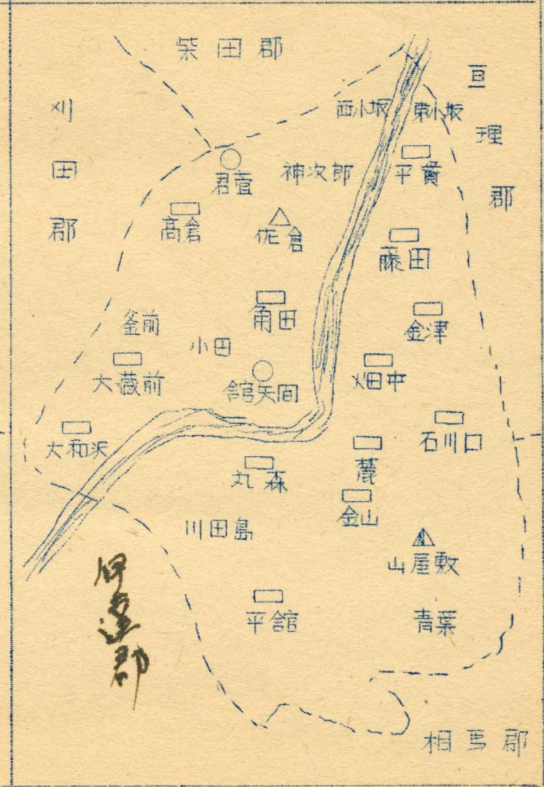 柴田郡
亘理郡
刈田郡
西小坂
東小坂
君萱
神次郎
平貫
高倉
佐倉
藤田
角田
金津
釜前
小田
大蔵前
舘矢間
畑中
大和沢
石川口
丸森
麓
金山
川田島
山屋敷
平舘
青葉
伊達郡
相馬郡